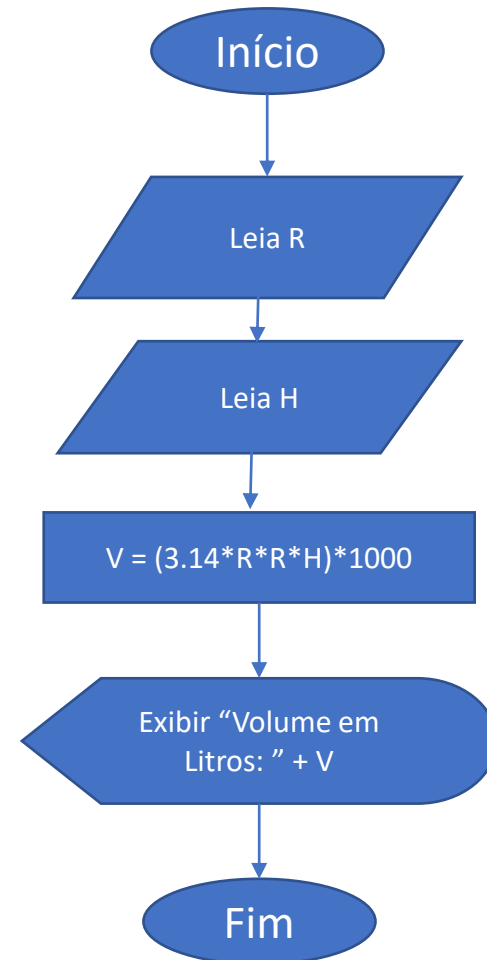 Início
Leia R
Leia H
V = (3.14*R*R*H)*1000
Exibir “Volume em
Litros: ” + V
Fim